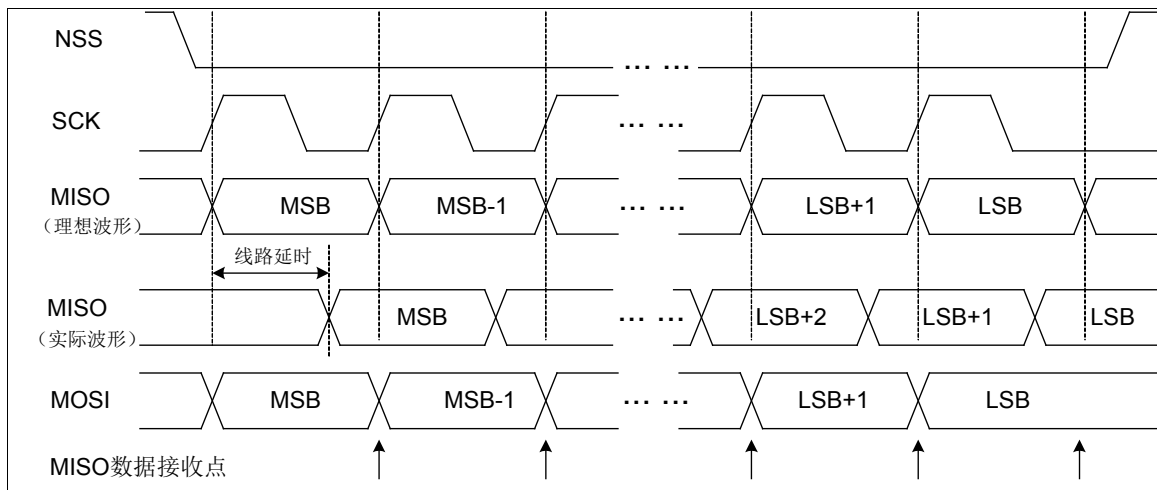 NSS
... ...
SCK
... ...
MISO
(理想波形)
MSB
MSB-1
... ...
LSB+1
LSB
线路延时
MISO
(实际波形)
MSB
... ...
LSB+2
LSB+1
LSB
MOSI
MSB
MSB-1
... ...
LSB+1
LSB
MISO数据接收点